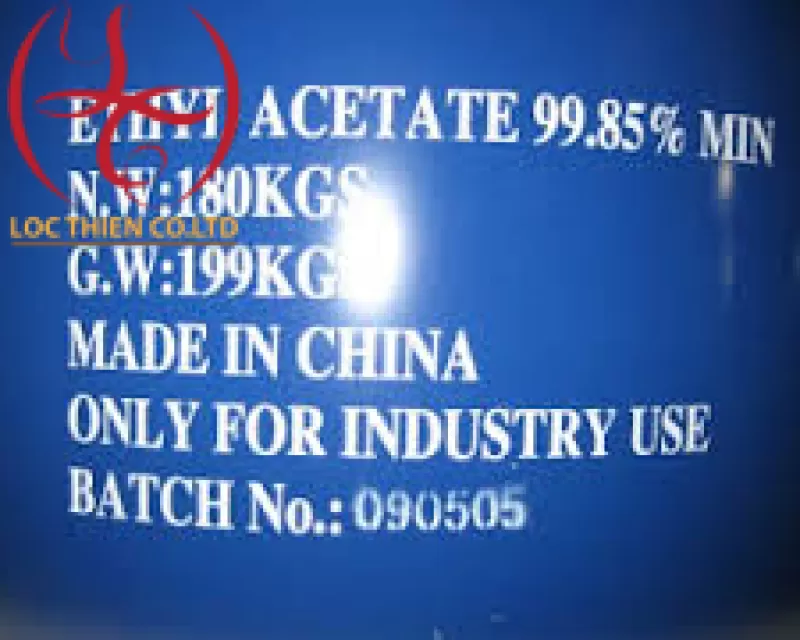 ETHYL ACETATE 99.85% MIN
N.W:180KGS
LOC THIEN CO.LTD
G.W:199KG
MADE IN CHINA
ONLY FOR INDUSTRY USE
BATCH No.: 090505